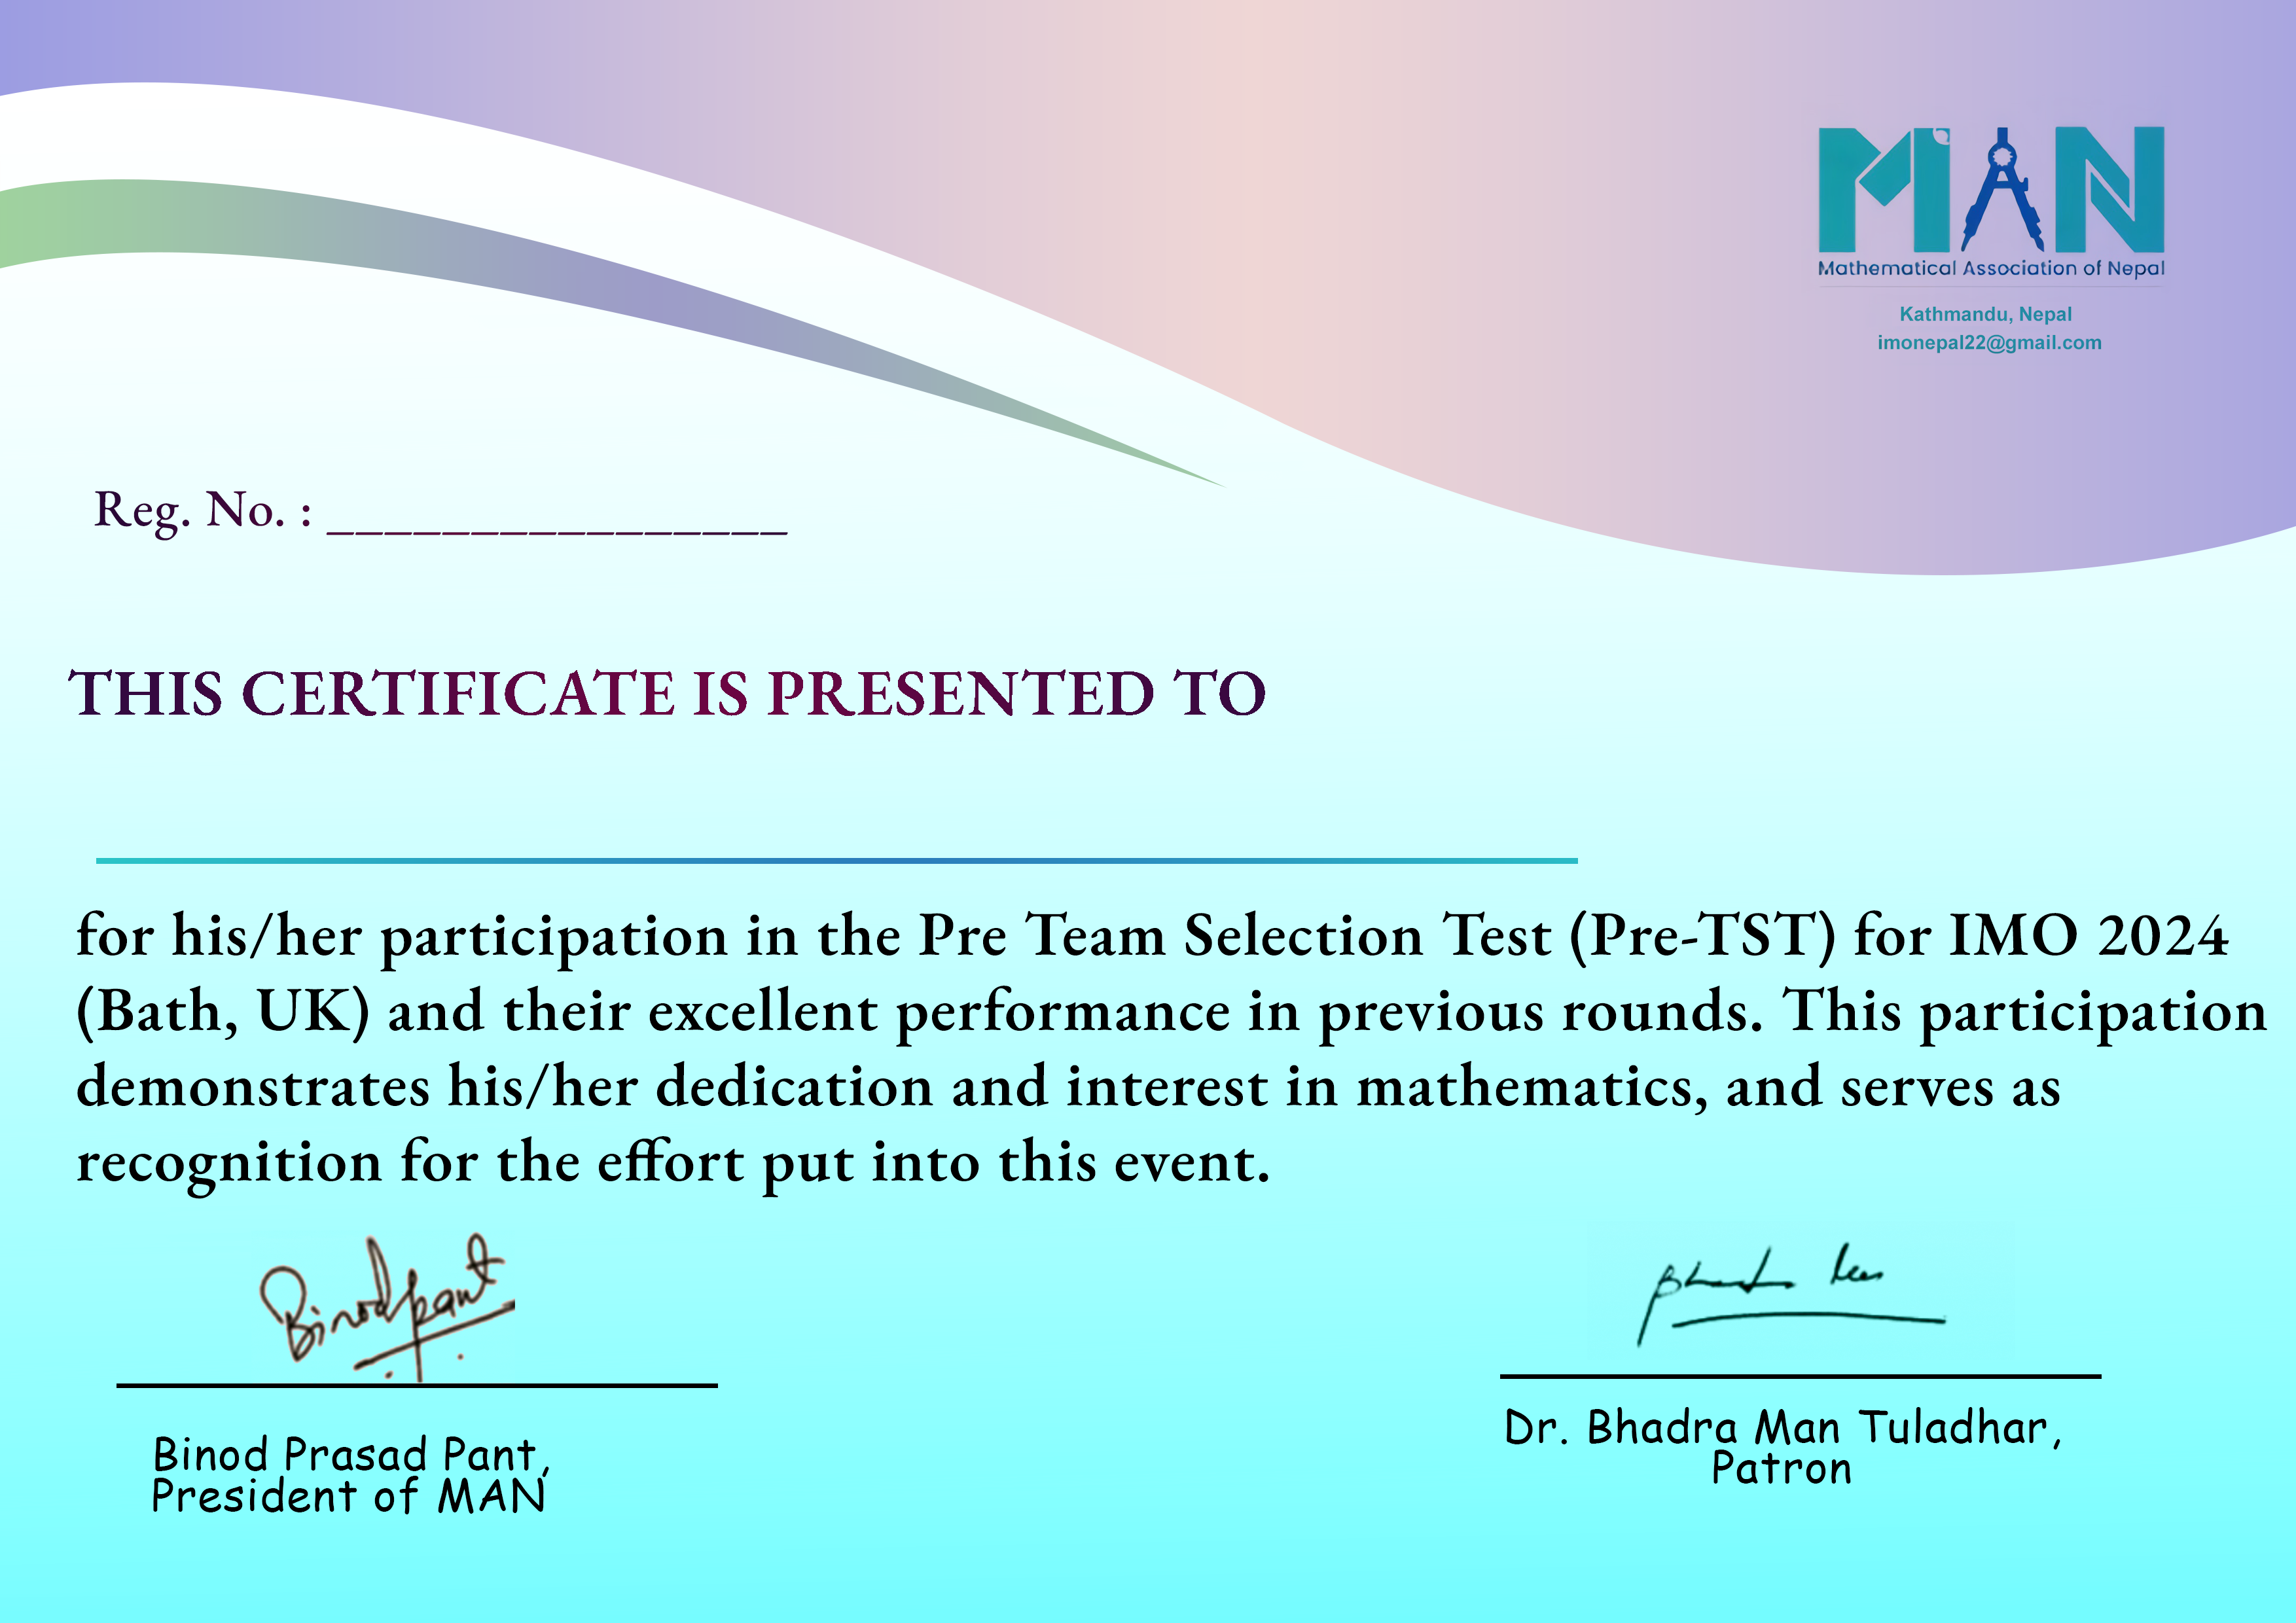 MAN
Mathematical Association of Nepal
Kathmandu, Nepal
imonepal22@gmail.com
Reg. No. : ________________
THIS CERTIFICATE IS PRESENTED TO
for his/her participation in the Pre Team Selection Test (Pre-TST) for IMO 2024
(Bath, UK) and their excellent performance in previous rounds. This participation
demonstrates his/her dedication and interest in mathematics, and serves as
recognition for the effort put into this event.
Binod pant
Binod Prasad Pant,
President of MAN
Dr. Bhadra Man Tuladhar,
Patron